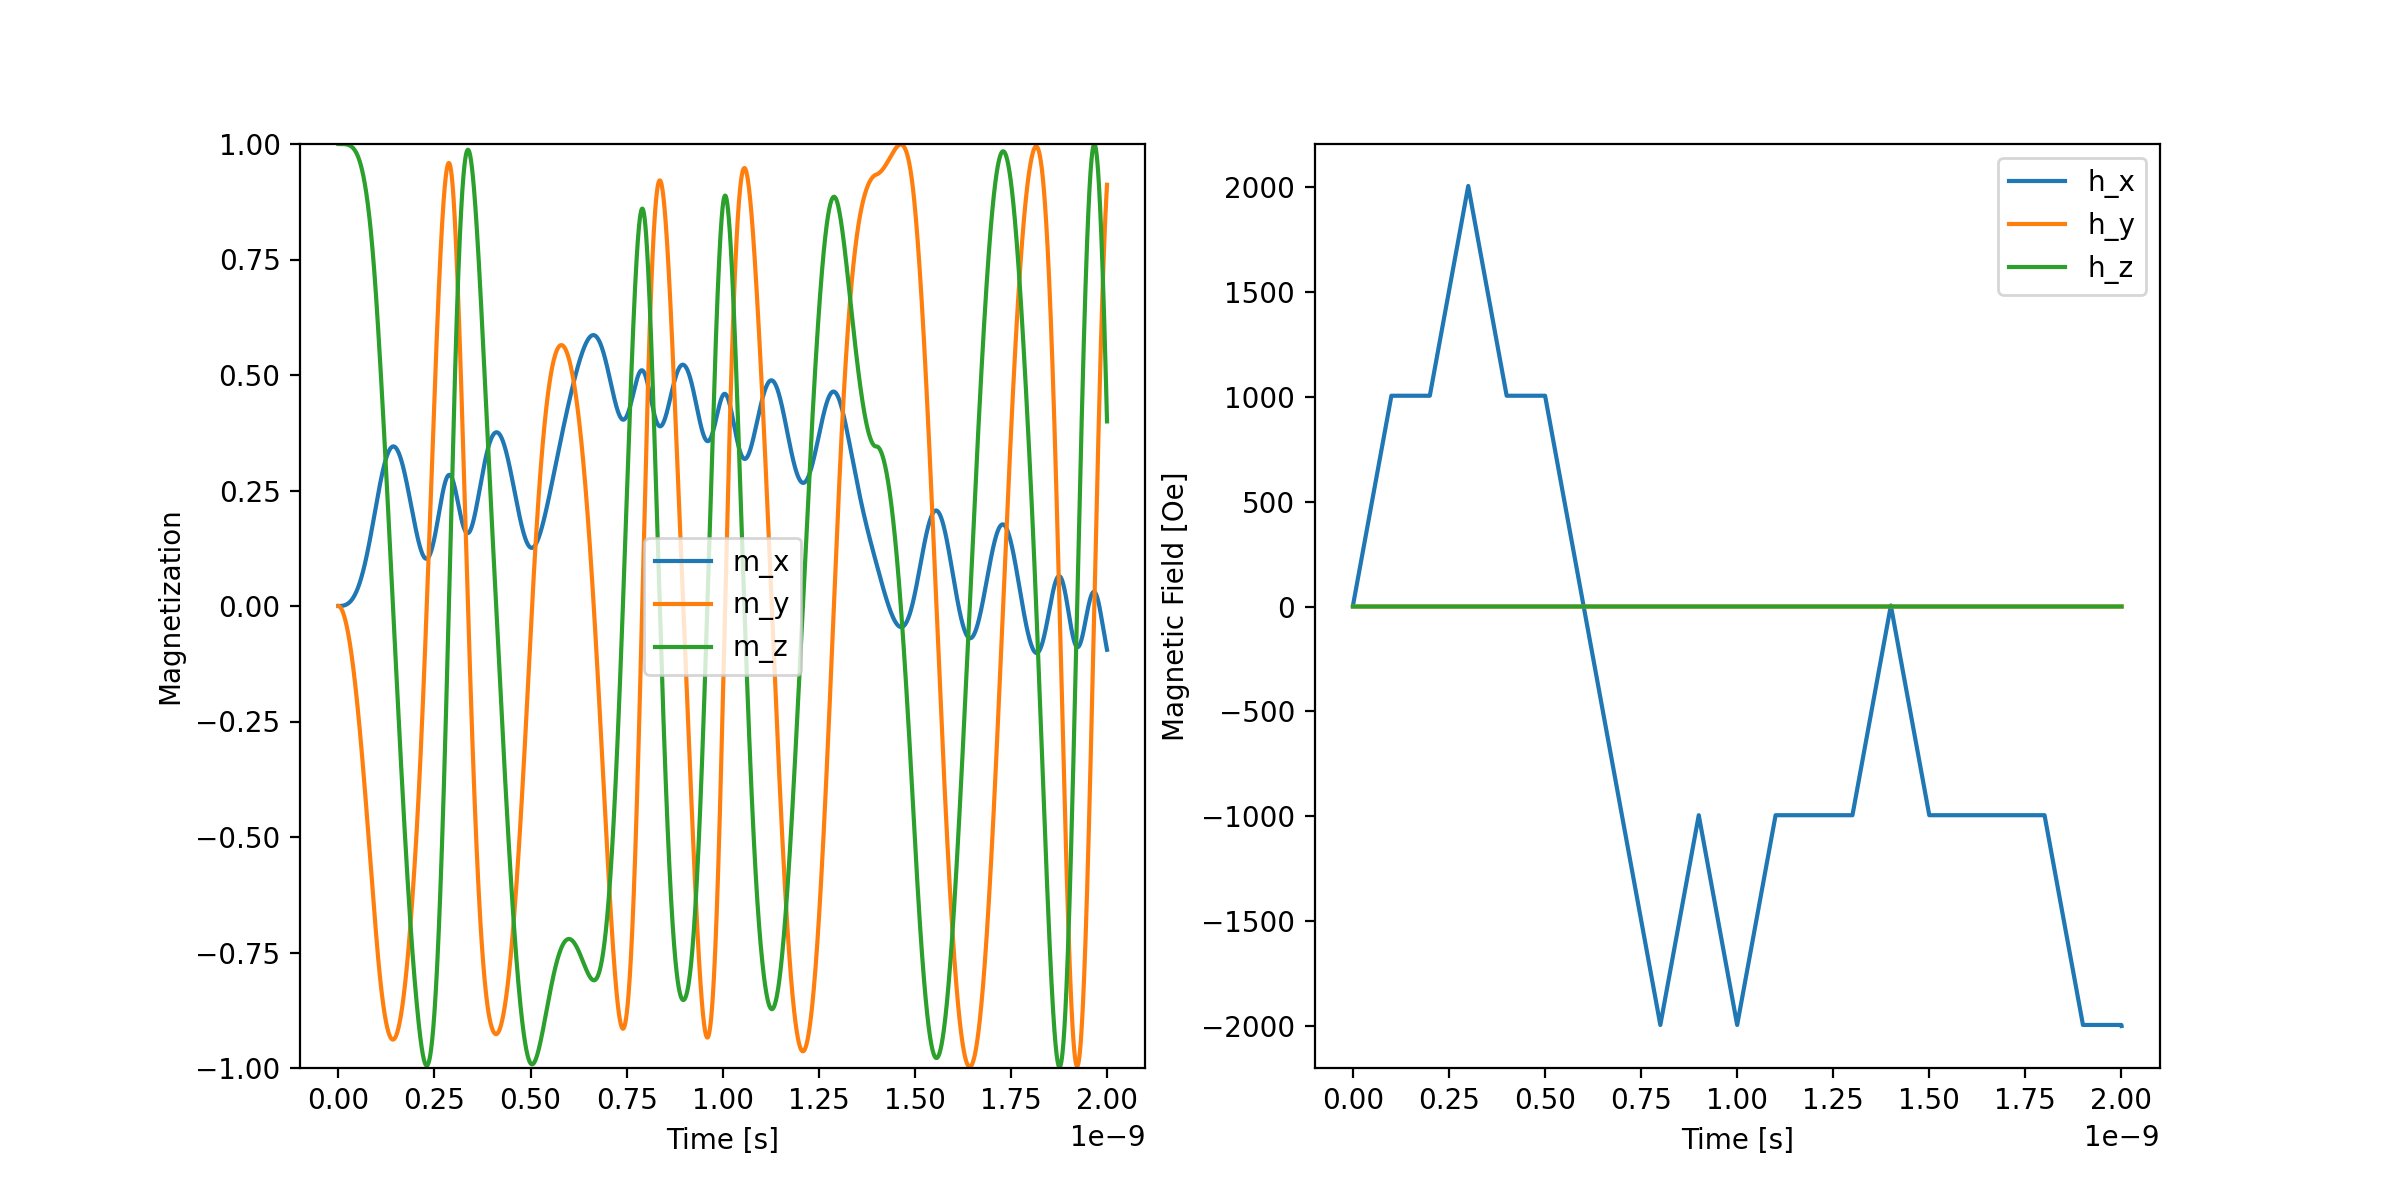 Magnetization
1.00
0.75
0.50
0.25
0.00
−0.25
−0.50
−0.75
−1.00
m_x
m_y
m_z
0.00 0.25 0.50 0.75 1.00 1.25 1.50 1.75 2.00
Time [s]
1e−9
Magnetic Field [Oe]
2000
1500
1000
500
0
−500
−1000
−1500
−2000
h_x
h_y
h_z
0.00 0.25 0.50 0.75 1.00 1.25 1.50 1.75 2.00
Time [s]
1e−9